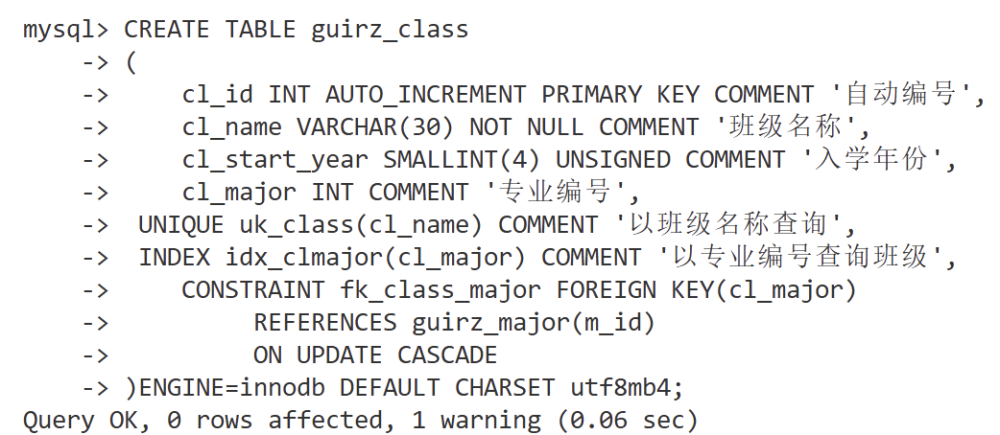 mysql> CREATE TABLE guirz_class
    -> (
    ->     cl_id INT AUTO_INCREMENT PRIMARY KEY COMMENT '自动编号',
    ->     cl_name VARCHAR(30) NOT NULL COMMENT '班级名称',
    ->     cl_start_year SMALLINT(4) UNSIGNED COMMENT '入学年份',
    ->     cl_major INT COMMENT '专业编号',
    ->  UNIQUE uk_class(cl_name) COMMENT '以班级名称查询',
    ->  INDEX idx_clmajor(cl_major) COMMENT '以专业编号查询班级',
    ->     CONSTRAINT fk_class_major FOREIGN KEY(cl_major)
    ->          REFERENCES guirz_major(m_id)
    ->          ON UPDATE CASCADE
    -> )ENGINE=innodb DEFAULT CHARSET utf8mb4;
Query OK, 0 rows affected, 1 warning (0.06 sec)